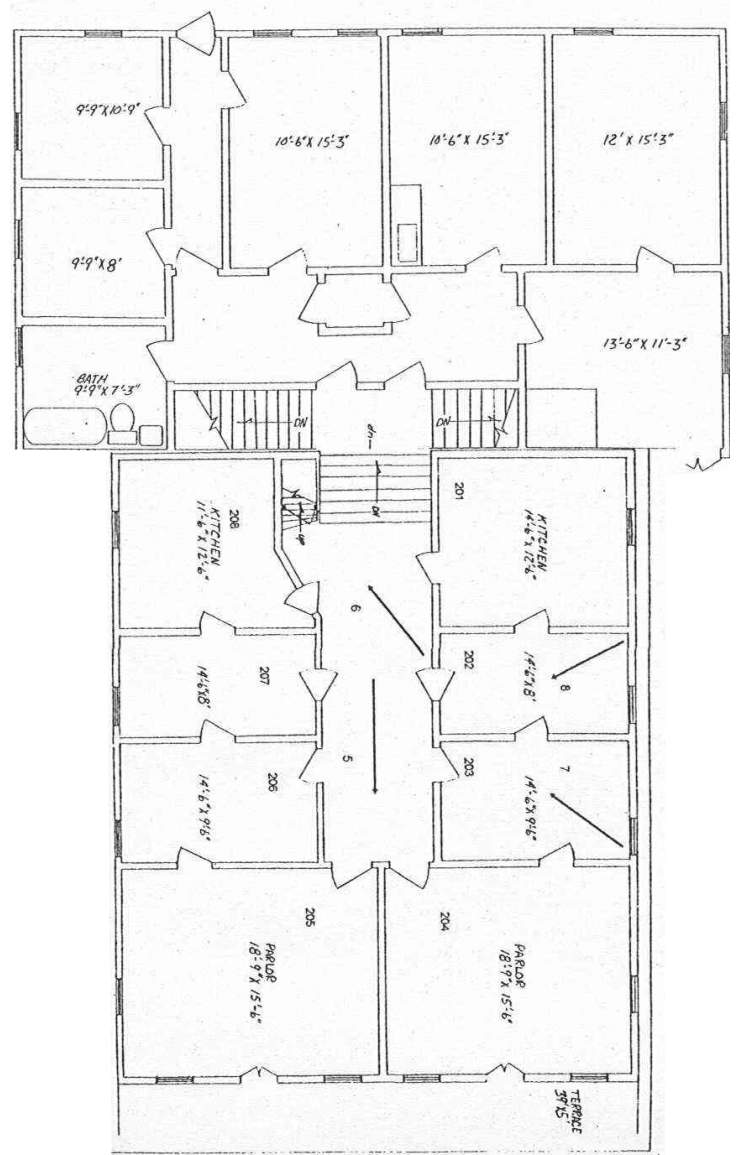 9'-9" X 10'-9"
10'-6" X 15'-3"
10'-6" X 15'-3"
12' X 15'-3"
9'-9" X 8'
13'-6" X 11'-3"
BATH
9'-9" X 7'-3"
DN
DN
dn
DN
up
208
KITCHEN
11'-6" X 12'-6"
201
KITCHEN
14'-6" X 12'-6"
6
207
14'-6" X 8'
202
14'-6" X 8'
8
5
206
14'-6" X 9'-6"
203
14'-6" X 9'-6"
7
205
PARLOR
18'-9" X 15'-6"
204
PARLOR
18'-9" X 15'-6"
TERRACE
39' X 5'